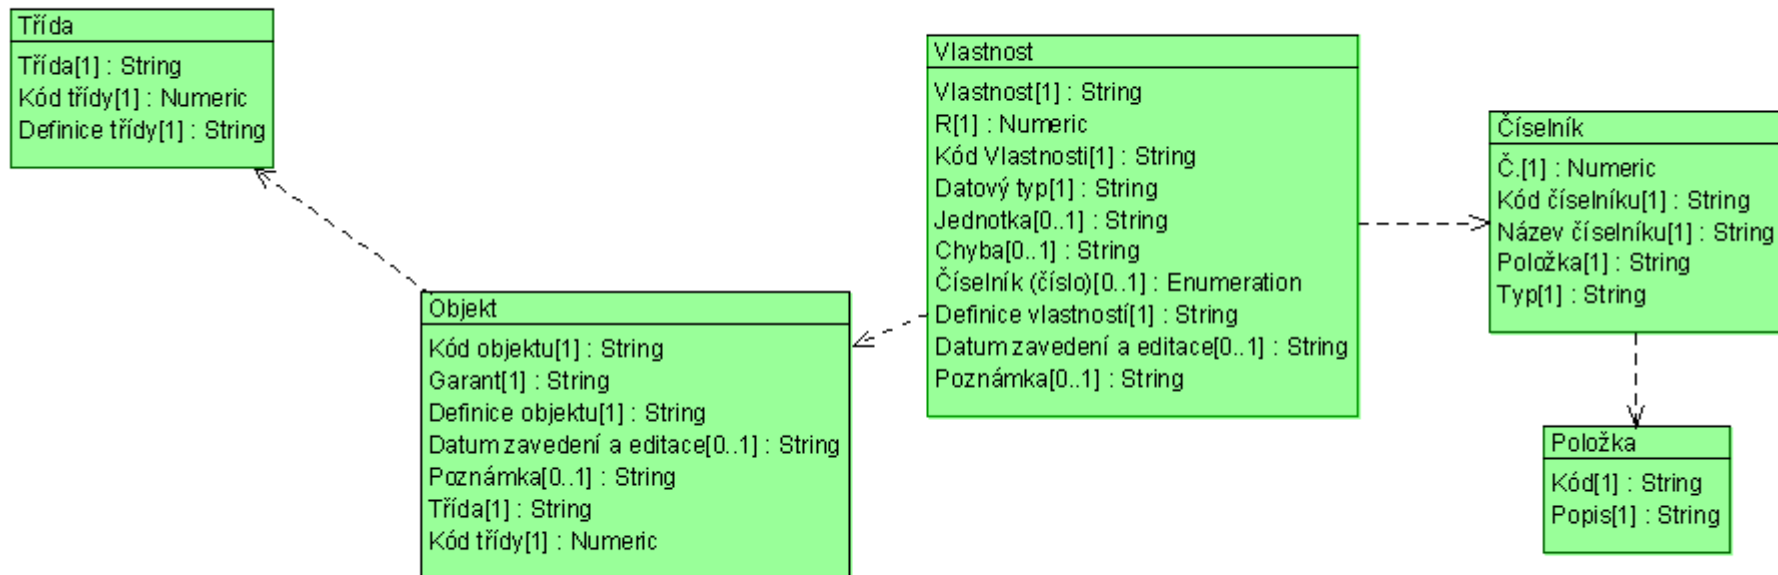 Třída
Třída[1] : String
Kód třídy[1] : Numeric
Definice třídy[1] : String
Objekt
Kód objektu[1] : String
Garant[1] : String
Definice objektu[1] : String
Datum zavedení a editace[0..1] : String
Poznámka[0..1] : String
Třída[1] : String
Kód třídy[1] : Numeric
Vlastnost
Vlastnost[1] : String
R[1] : Numeric
Kód Vlastnosti[1] : String
Datový typ[1] : String
Jednotka[0..1] : String
Chyba[0..1] : String
Číselník (číslo)[0..1] : Enumeration
Definice vlastností[1] : String
Datum zavedení a editace[0..1] : String
Poznámka[0..1] : String
Číselník
Č.[1] : Numeric
Kód číselníku[1] : String
Název číselníku[1] : String
Položka[1] : String
Typ[1] : String
Položka
Kód[1] : String
Popis[1] : String